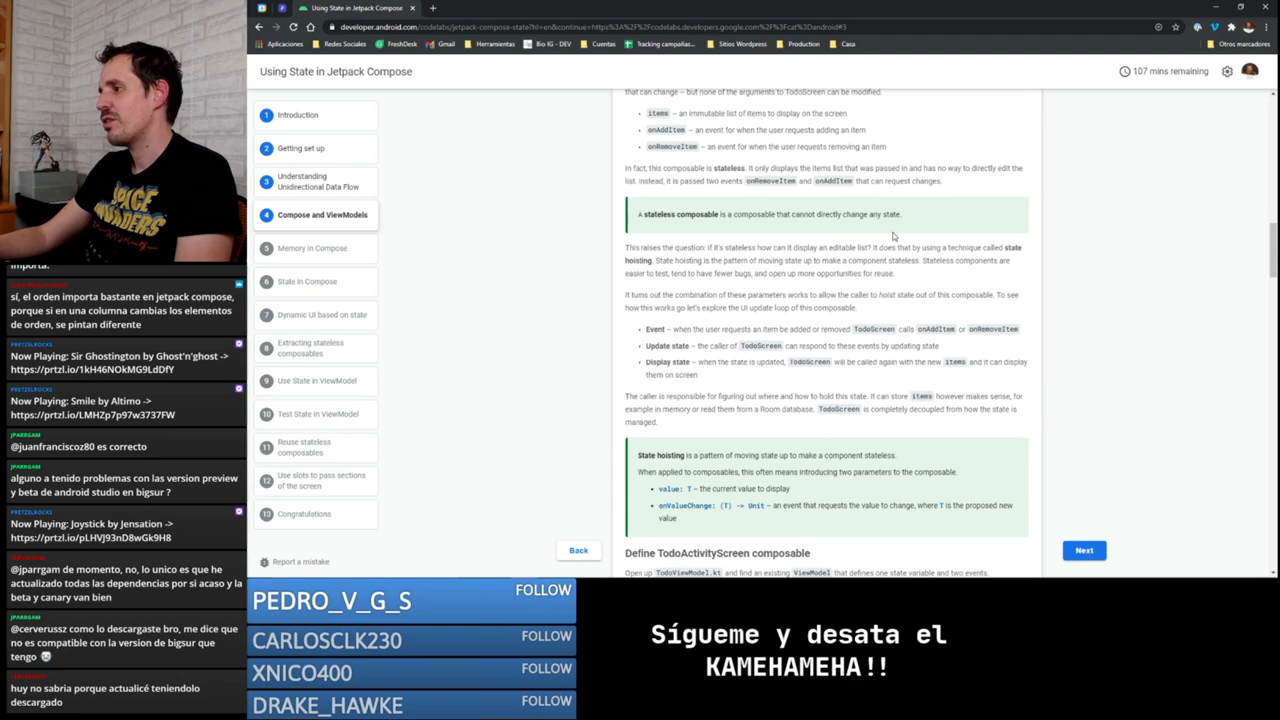 Using State in Jetpack Compose
developer.android.com/codelabs/jetpack-compose-state?hl=en&continue=https%3A%2F%2Fcodelabs.developers.google.com%2F%3Fcat%3Dandroid#3
Aplicaciones
Redes Sociales
FreshDesk
Gmail
Herramientas
Bio IG - DEV
Cuentas
Tracking campañas...
Sitios Wordpress
Production
Casa
Otros marcadores
Using State in Jetpack Compose
107 mins remaining
1 Introduction
2 Getting set up
3 Understanding
Unidirectional Data Flow
4 Compose and ViewModels
5 Memory in Compose
6 State in Compose
7 Dynamic UI based on state
8 Extracting stateless
composables
9 Use State in ViewModel
10 Test State in ViewModel
11 Reuse stateless
composables
12 Use slots to pass sections
of the screen
13 Congratulations
Report a mistake
that can change – but none of the arguments to TodoScreen can be modified.
• items – an immutable list of items to display on the screen
• onAddItem – an event for when the user requests adding an item
• onRemoveItem – an event for when the user requests removing an item
In fact, this composable is stateless. It only displays the items list that was passed in and has no way to directly edit the
list. Instead, it is passed two events onRemoveItem and onAddItem that can request changes.
A stateless composable is a composable that cannot directly change any state.
This raises the question: if it's stateless how can it display an editable list? It does that by using a technique called state
hoisting. State hoisting is the pattern of moving state up to make a component stateless. Stateless components are
easier to test, tend to have fewer bugs, and open up more opportunities for reuse.
It turns out the combination of these parameters works to allow the caller to hoist state out of this composable. To see
how this works go let's explore the UI update loop of this composable.
• Event – when the user requests an item be added or removed TodoScreen calls onAddItem or onRemoveItem
• Update state – the caller of TodoScreen can respond to these events by updating state
• Display state – when the state is updated, TodoScreen will be called again with the new items and it can display
them on screen
The caller is responsible for figuring out where and how to hold this state. It can store items however makes sense, for
example in memory or read them from a Room database. TodoScreen is completely decoupled from how the state is
managed.
State hoisting is a pattern of moving state up to make a component stateless.
When applied to composables, this often means introducing two parameters to the composable.
• value: T – the current value to display
• onValueChange: (T) -> Unit – an event that requests the value to change, where T is the proposed new
value
Define TodoActivityScreen composable
Open up TodoViewModel.kt and find an existing ViewModel that defines one state variable and two events.
Back
Next
SPACE
INVADERS
importa.
sí, el orden importa bastante en jetpack compose,
porque si en una columna cambias los elementos
de orden, se pintan diferente
PRETZELROCKS
Now Playing: Sir Ghostington by Ghost'n'ghost ->
PRETZELROCKS
Now Playing: Smile by Altimo ->
https://prtzl.io/LMHZp7p97w3737FW
JPARRGAM
@juanfranciscoz80 es correcto
JPARRGAM
alguno a tenido problemas con las version preview
y beta de android studio en bigsur ?
PRETZELROCKS
Now Playing: Joystick by Jensation ->
https://prtzl.io/pLHVJ93nD8wGk9H8
@jparrgam de momento, no, lo unico es que he
actualizado todas las dependencias por si acaso y la
beta y canary van bien
JPARRGAM
@cerverussz como lo descargaste bro, me dice que
no es compatible con la version de bigsur que
tengo
huy no sabria porque actualicé teniendolo
descargado
PEDRO_V_G_S FOLLOW
CARLOSCLK230 FOLLOW
XNICO400 FOLLOW
DRAKE_HAWKE FOLLOW
Sígueme y desata el
KAMEHAMEHA!!